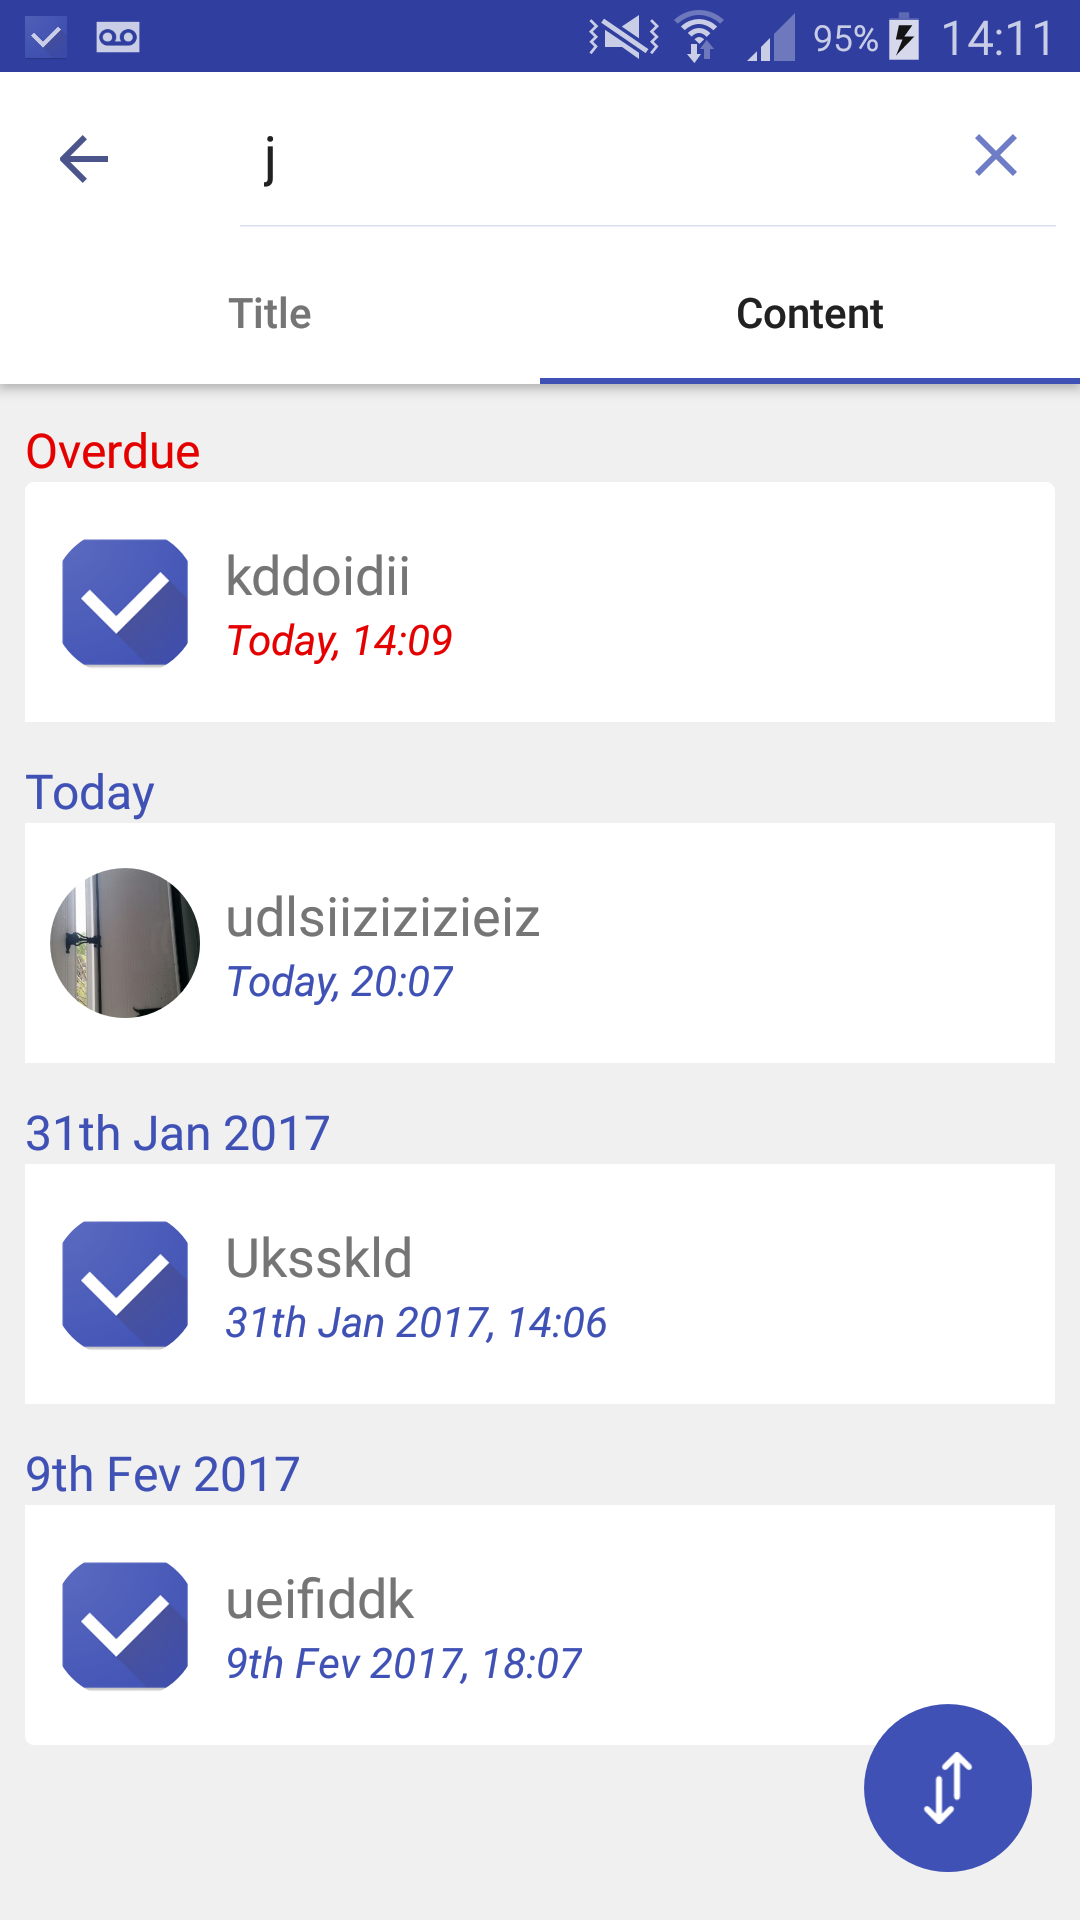 95% 14:11
j
Title Content
Overdue
kddoidii
Today, 14:09
Today
udlsiizizizieiz
Today, 20:07
31th Jan 2017
Uksskld
31th Jan 2017, 14:06
9th Fev 2017
ueifiddk
9th Fev 2017, 18:07